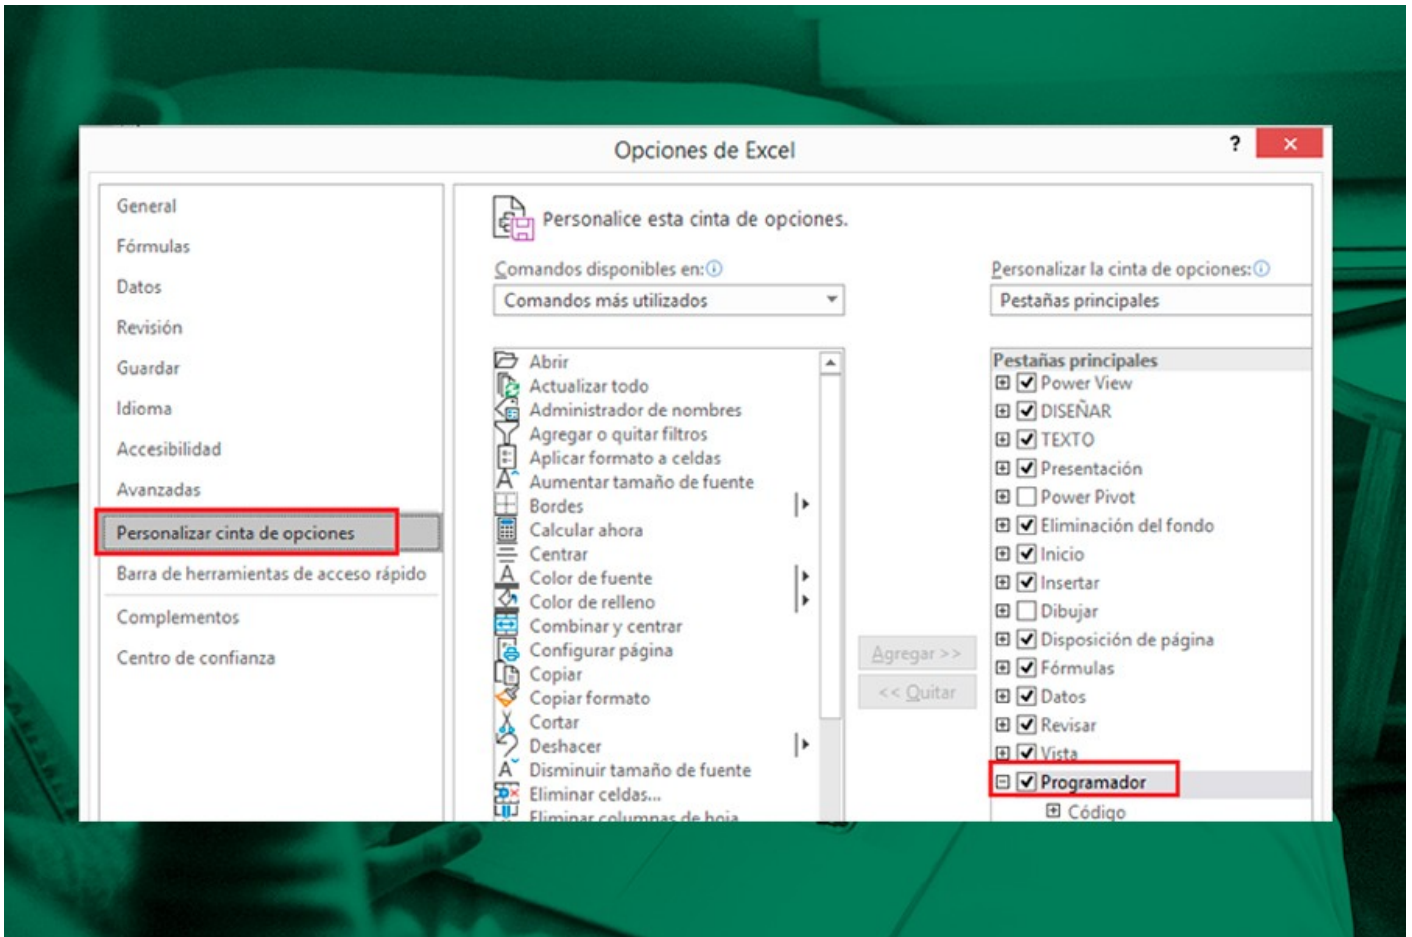 Opciones de Excel
?
General
Fórmulas
Datos
Revisión
Guardar
Idioma
Accesibilidad
Avanzadas
Personalizar cinta de opciones
Barra de herramientas de acceso rápido
Complementos
Centro de confianza
Personalice esta cinta de opciones.
Comandos disponibles en:
Comandos más utilizados
Abrir
Actualizar todo
Administrador de nombres
Agregar o quitar filtros
Aplicar formato a celdas
Aumentar tamaño de fuente
Bordes
Calcular ahora
Centrar
Color de fuente
Color de relleno
Combinar y centrar
Configurar página
Copiar
Copiar formato
Cortar
Deshacer
Disminuir tamaño de fuente
Eliminar celdas...
Eliminar columnas de hoja
Agregar >>
<< Quitar
Personalizar la cinta de opciones:
Pestañas principales
Pestañas principales
Power View
DISEÑAR
TEXTO
Presentación
Power Pivot
Eliminación del fondo
Inicio
Insertar
Dibujar
Disposición de página
Fórmulas
Datos
Revisar
Vista
Programador
Código